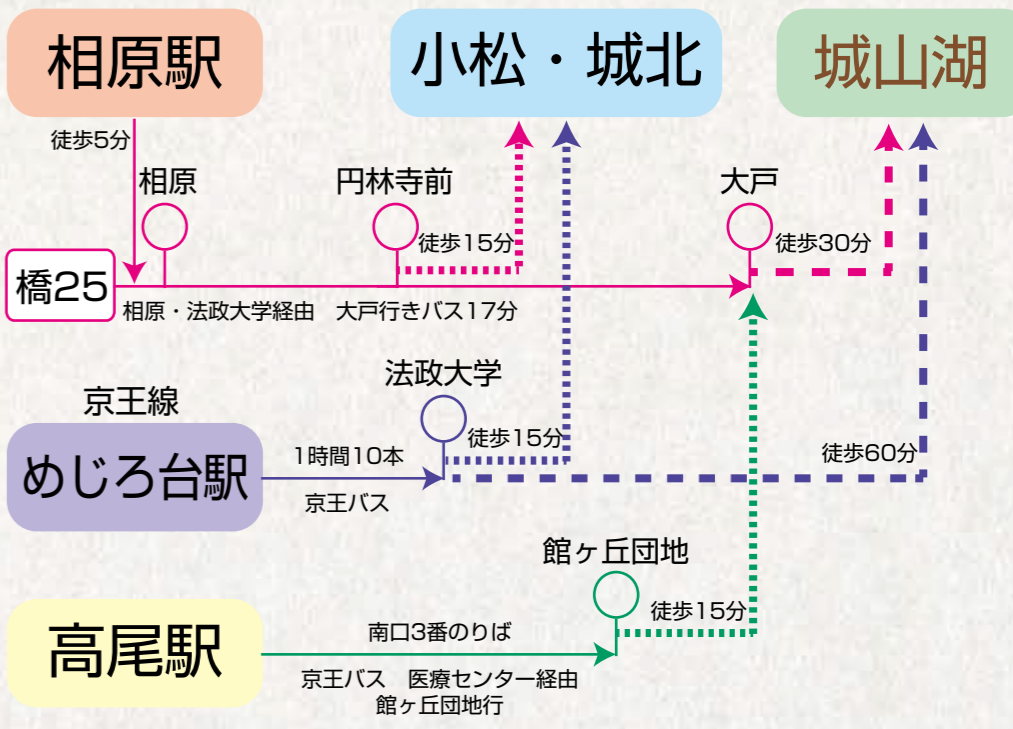 相原駅
小松・城北
城山湖
徒歩5分
相原
円林寺前
大戸
徒歩15分
徒歩30分
橋25
相原・法政大学経由　大戸行きバス17分
法政大学
京王線
めじろ台駅
1時間10本
京王バス
徒歩15分
徒歩60分
館ヶ丘団地
高尾駅
南口3番のりば
徒歩15分
京王バス　医療センター経由
館ヶ丘団地行